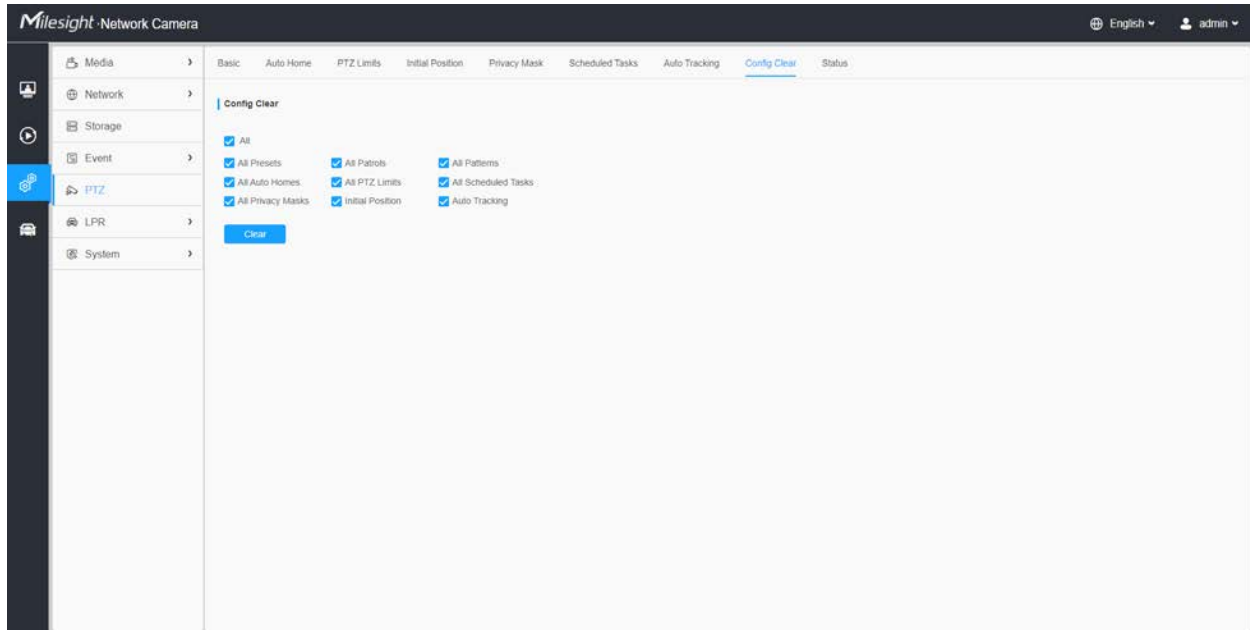 Milesight Network Camera
English
admin
Media
Network
Storage
Event
PTZ
LPR
System
Basic Auto Home PTZ Limits Initial Position Privacy Mask Scheduled Tasks Auto Tracking Config Clear Status
Config Clear
All
All Presets All Patrols All Patterns
All Auto Homes All PTZ Limits All Scheduled Tasks
All Privacy Masks Initial Position Auto Tracking
Clear